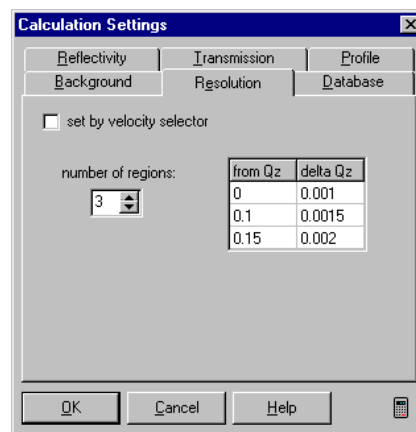 Calculation Settings
Reflectivity Transmission Profile
Background Resolution Database
set by velocity selector
number of regions:
3
from Qz delta Qz
0 0.001
0.1 0.0015
0.15 0.002
OK Cancel Help